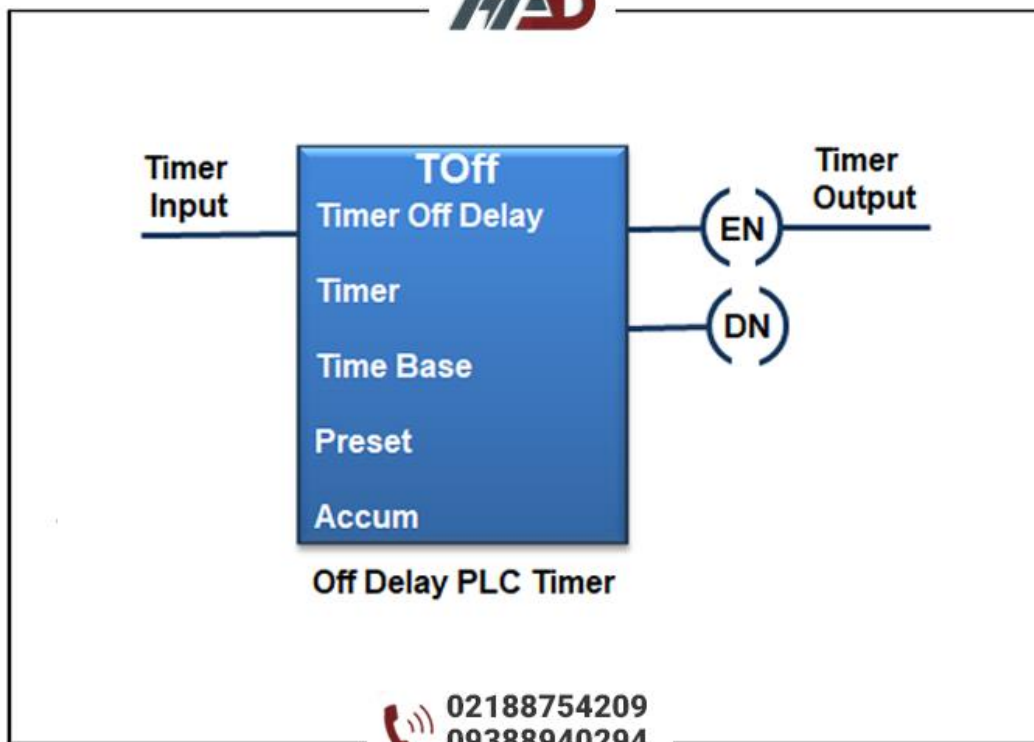 Timer
Input
TOff
Timer Off Delay
Timer
Time Base
Preset
Accum
EN
DN
Timer
Output
Off Delay PLC Timer
02188754209
09388940294